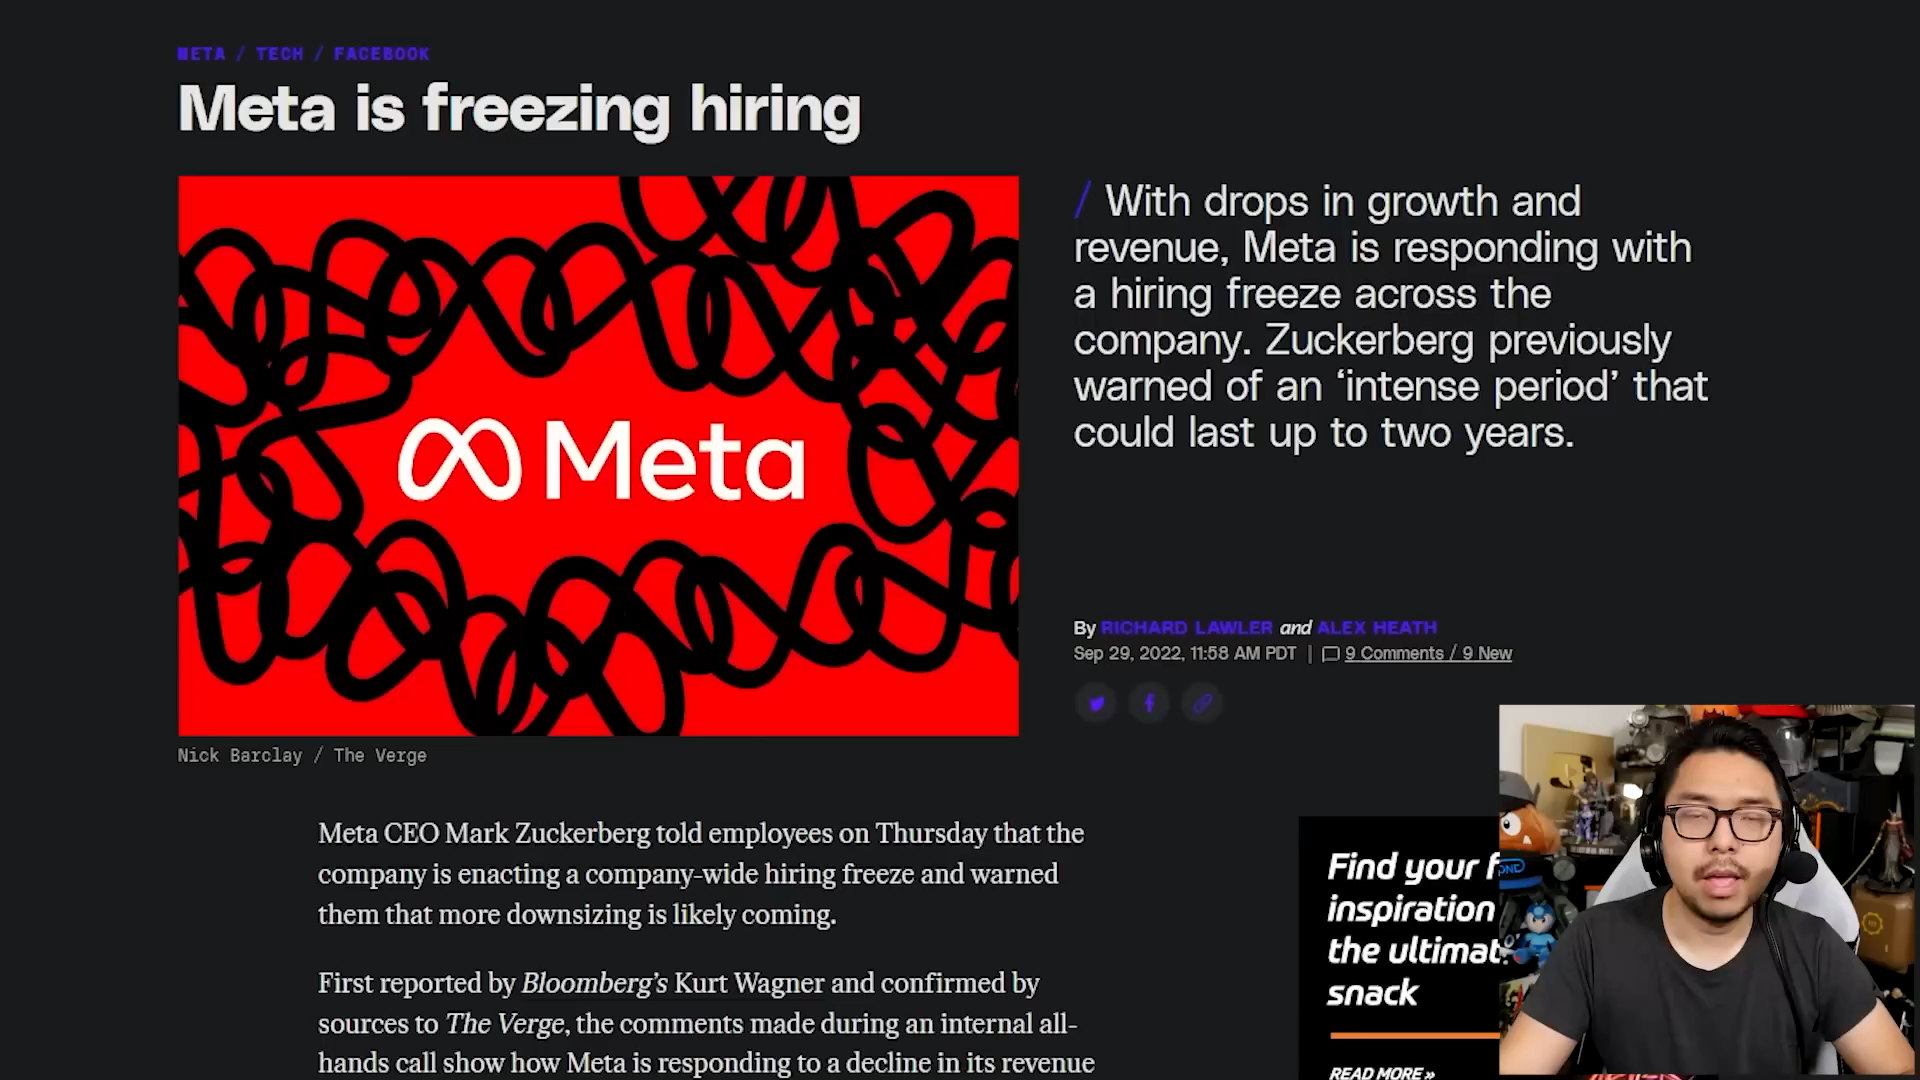 META / TECH / FACEBOOK
Meta is freezing hiring
Meta
/ With drops in growth and
revenue, Meta is responding with
a hiring freeze across the
company. Zuckerberg previously
warned of an ‘intense period’ that
could last up to two years.
By RICHARD LAWLER and ALEX HEATH
Sep 29, 2022, 11:58 AM PDT | 9 Comments / 9 New
Nick Barclay / The Verge
Meta CEO Mark Zuckerberg told employees on Thursday that the
company is enacting a company-wide hiring freeze and warned
them that more downsizing is likely coming.
First reported by Bloomberg’s Kurt Wagner and confirmed by
sources to The Verge, the comments made during an internal all-
hands call show how Meta is responding to a decline in its revenue
Find your
inspiration
the
snack
READ MORE »